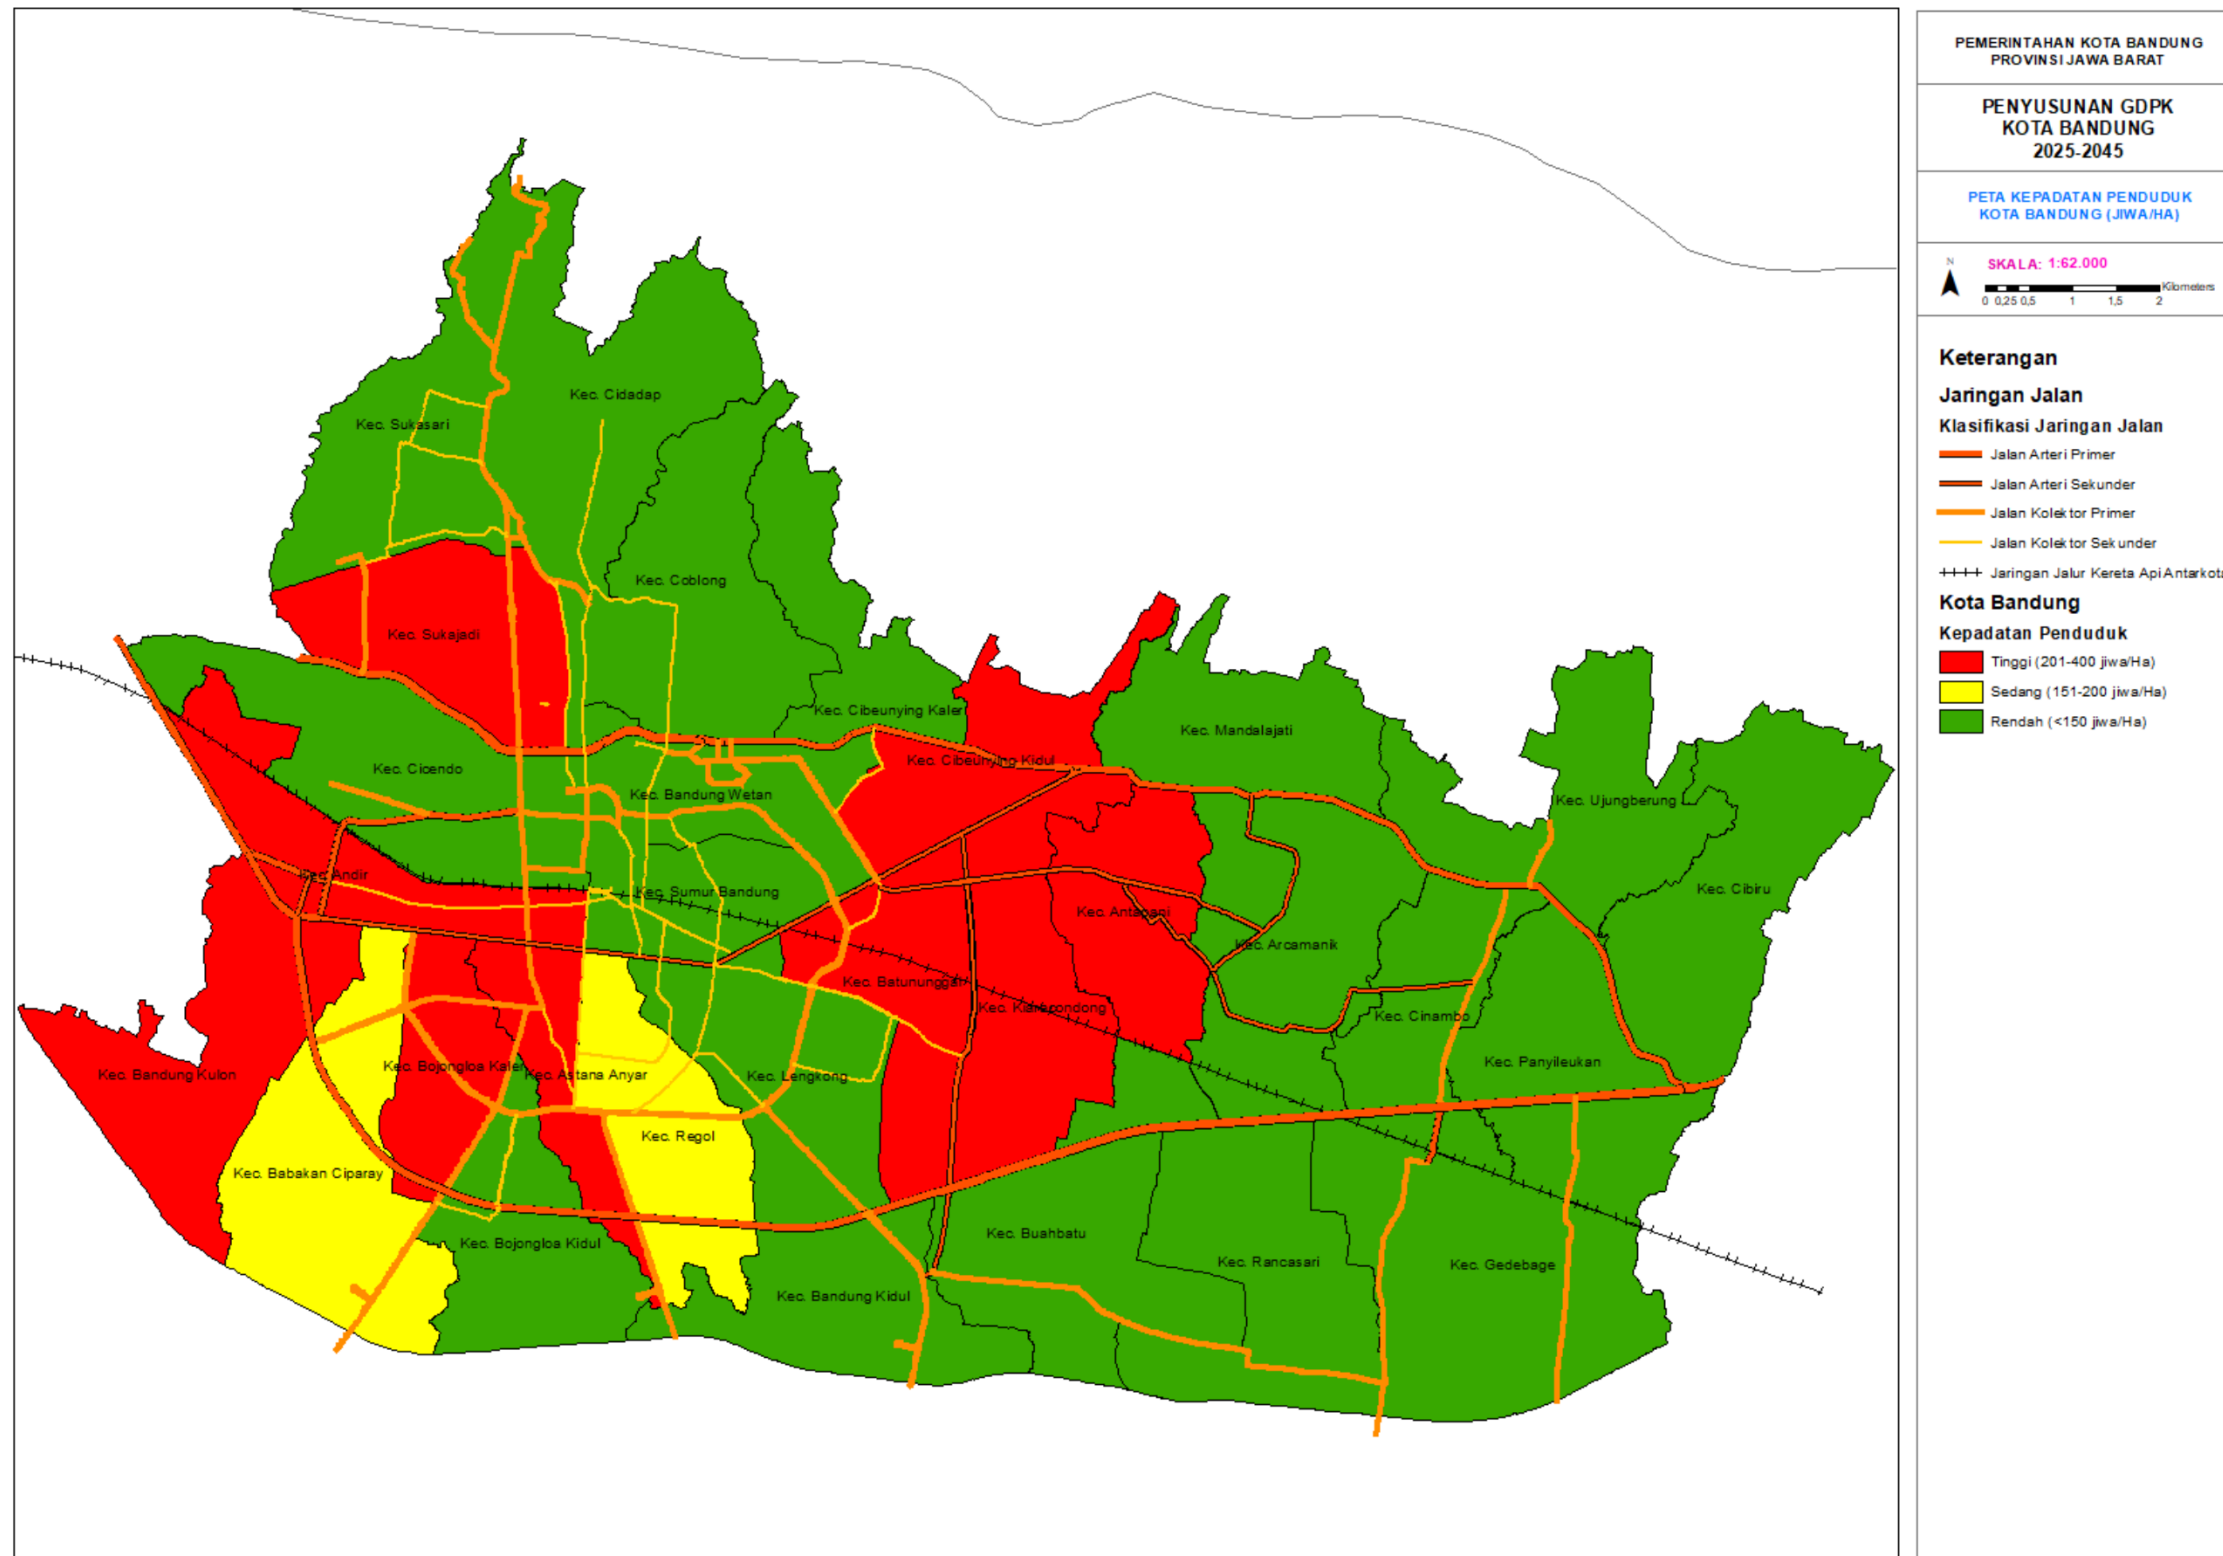 PEMERINTAHAN KOTA BANDUNG
PROVINSI JAWA BARAT
PENYUSUNAN GDPK
KOTA BANDUNG
2025-2045
PETA KEPADATAN PENDUDUK
KOTA BANDUNG (JIWA/HA)
N
SKALA: 1:62.000
Kilometers
0 0,25 0,5 1 1,5 2
Keterangan
Jaringan Jalan
Klasifikasi Jaringan Jalan
Jalan Arteri Primer
Jalan Arteri Sekunder
Jalan Kolektor Primer
Jalan Kolektor Sekunder
Jaringan Jalur Kereta Api Antarkota
Kota Bandung
Kepadatan Penduduk
Tinggi (201-400 jiwa/Ha)
Sedang (151-200 jiwa/Ha)
Rendah (<150 jiwa/Ha)
Kec. Cidadap
Kec. Sukasari
Kec. Coblong
Kec. Sukajadi
Kec. Cibeunying Kaler
Kec. Mandalajati
Kec. Cibeunying Kidul
Kec. Cicendo
Kec. Bandung Wetan
Kec. Ujungberung
Kec. Andir
Kec. Sumur Bandung
Kec. Cibiru
Kec. Antapani
Kec. Arcamanik
Kec. Batununggal
Kec. Kiaracondong
Kec. Cinambo
Kec. Panyileukan
Kec. Bandung Kulon
Kec. Bojongloa Kaler
Kec. Astana Anyar
Kec. Lengkong
Kec. Regol
Kec. Babakan Ciparay
Kec. Buahbatu
Kec. Bojongloa Kidul
Kec. Rancasari
Kec. Gedebage
Kec. Bandung Kidul